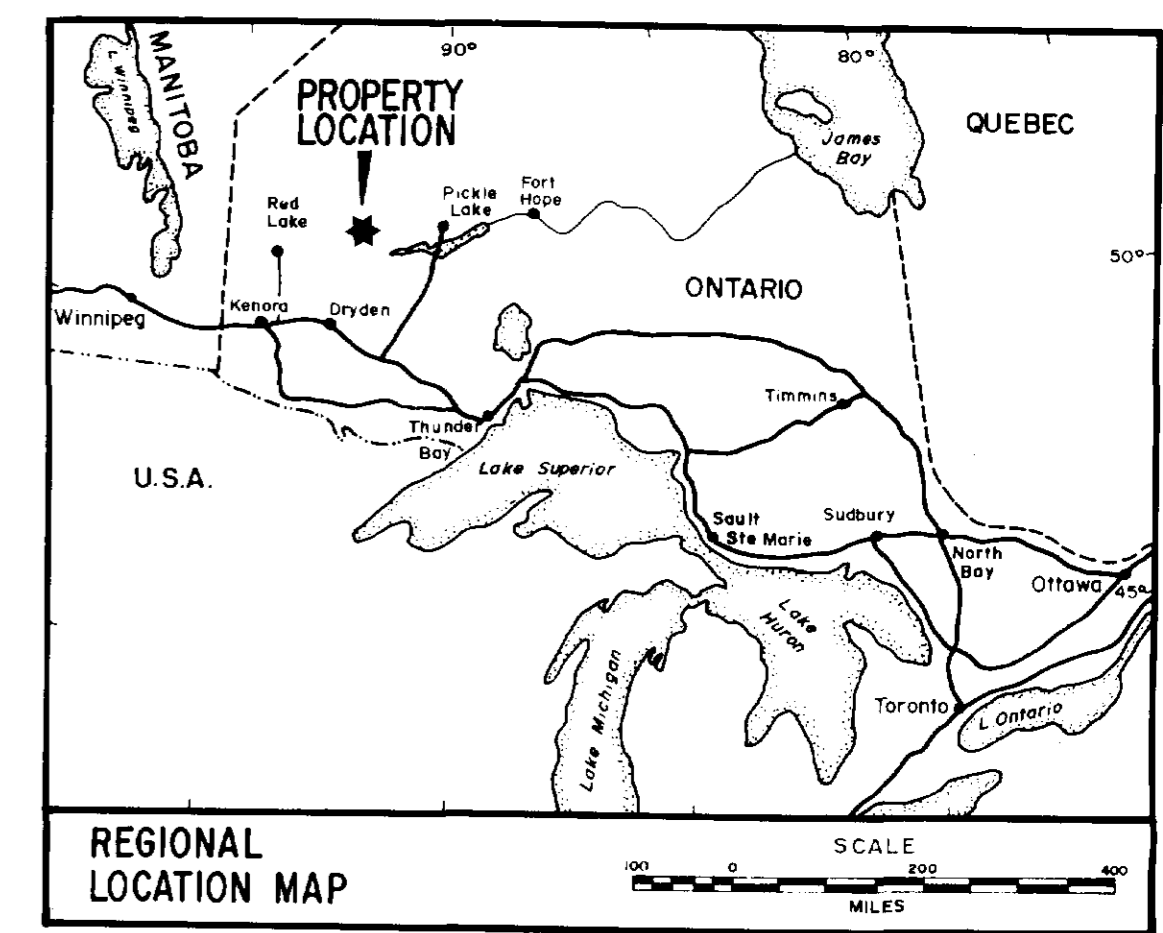 MANITOBA
L. Winnipeg
90°
80°
PROPERTY
LOCATION
QUEBEC
James
Bay
Red
Lake
Pickle
Lake
Fort
Hope
50°
ONTARIO
Winnipeg
Kenora
Dryden
Timmins
Thunder
Bay
Lake Superior
U.S.A.
Sault
Ste Marie
Sudbury
North
Bay
Ottawa
45°
Lake
Huron
Lake Michigan
Toronto
L. Ontario
REGIONAL
LOCATION MAP
SCALE
100 0 200 400
MILES